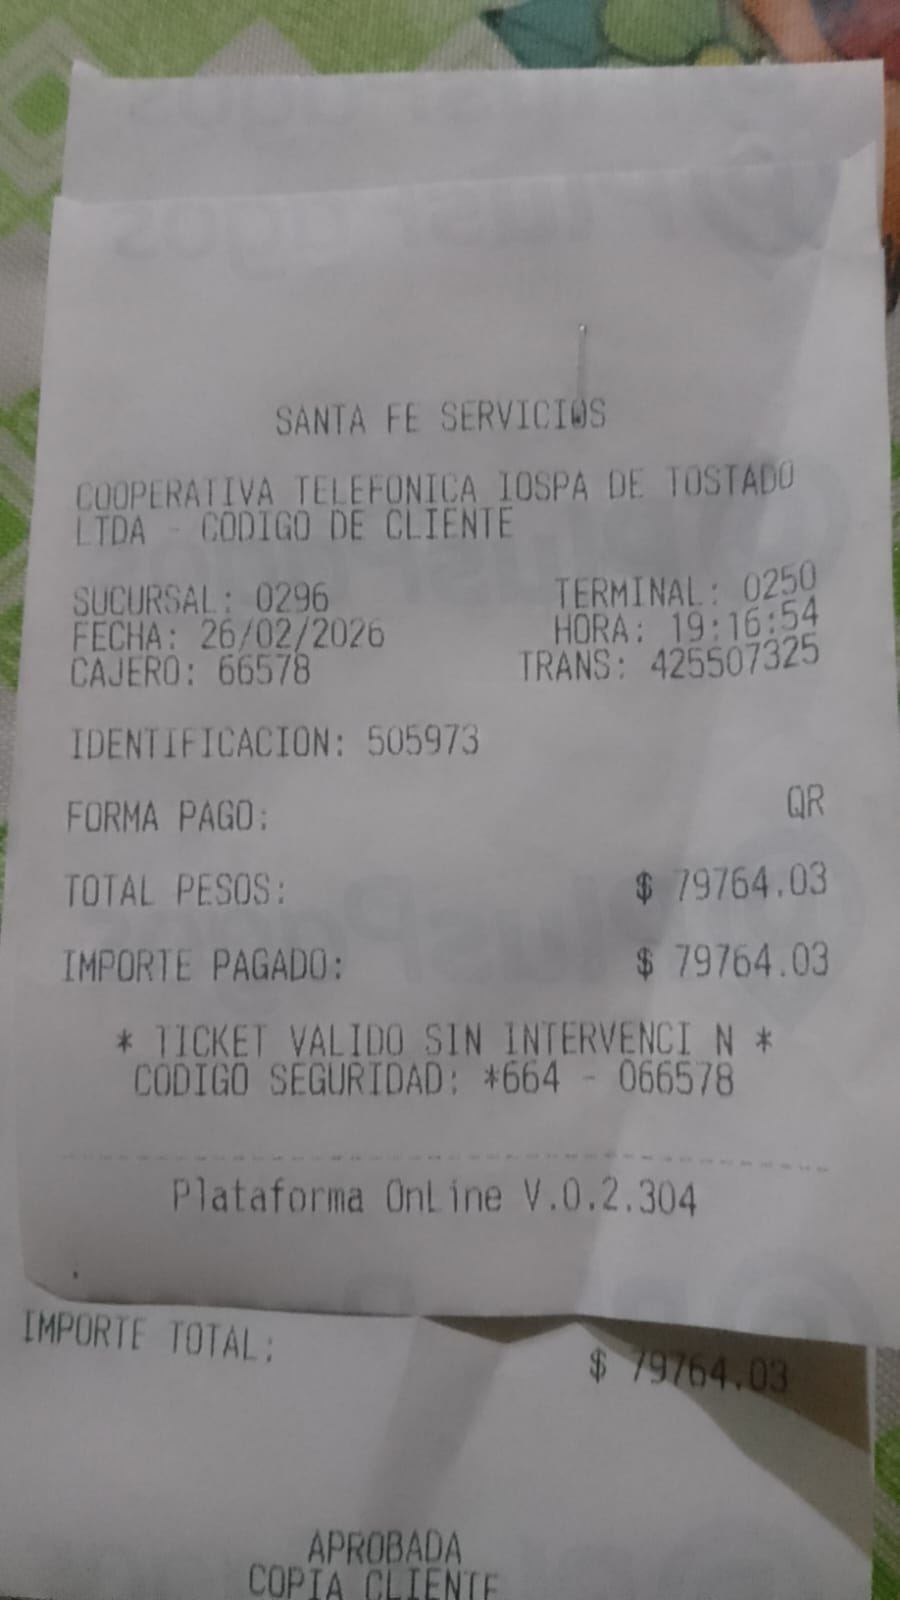 SANTA FE SERVICIOS
COOPERATIVA TELEFONICA IOSPA DE TOSTADO
LTDA - CODIGO DE CLIENTE
SUCURSAL: 0296 TERMINAL: 0250
FECHA: 26/02/2026 HORA: 19:16:54
CAJERO: 66578 TRANS: 425507325
IDENTIFICACION: 505973
FORMA PAGO: QR
TOTAL PESOS: $ 79764.03
IMPORTE PAGADO: $ 79764.03
* TICKET VALIDO SIN INTERVENCI N *
CODIGO SEGURIDAD: *664 - 066578
Plataforma OnLine V.0.2.304
IMPORTE TOTAL: $ 79764.03
APROBADA
COPIA CLIENTE